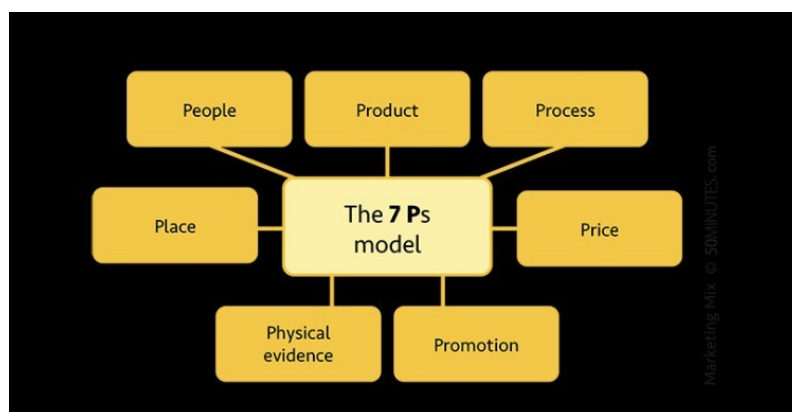 People
Product
Process
Place
The 7 Ps
model
Price
Physical
evidence
Promotion
Marketing Mix © 50MINUTES.com